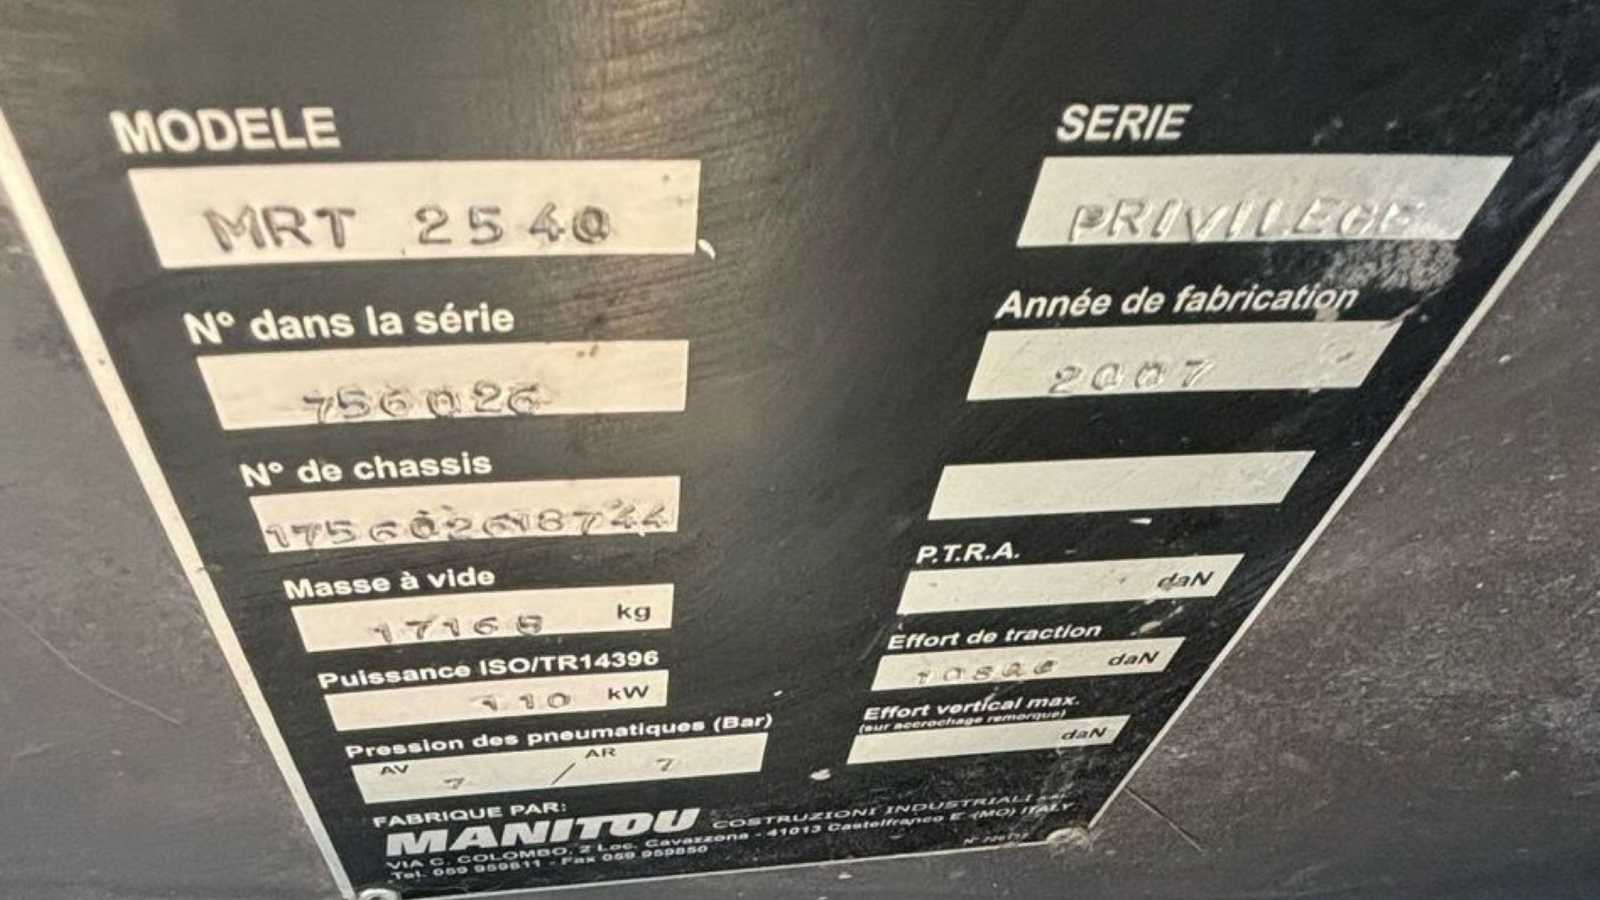 MODELE
MRT 2540
SERIE
PRIVILEGE
N° dans la série
756026
Année de fabrication
2007
N° de chassis
1756026
Masse à vide
kg
P.T.R.A.
daN
Puissance ISO/TR14396
110 kW
Effort de traction
daN
Pression des pneumatiques (Bar)
AV 7 / AR 7
Effort vertical max.
(sur accrochage remorque)
daN
FABRIQUE PAR:
MANITOU COSTRUZIONI INDUSTRIALI
VIA C. COLOMBO, 2 Loc. Cavazzona - 41013 Castelfranco E. (MO) ITALY
Tel. 059 959811 - Fax 059 959850